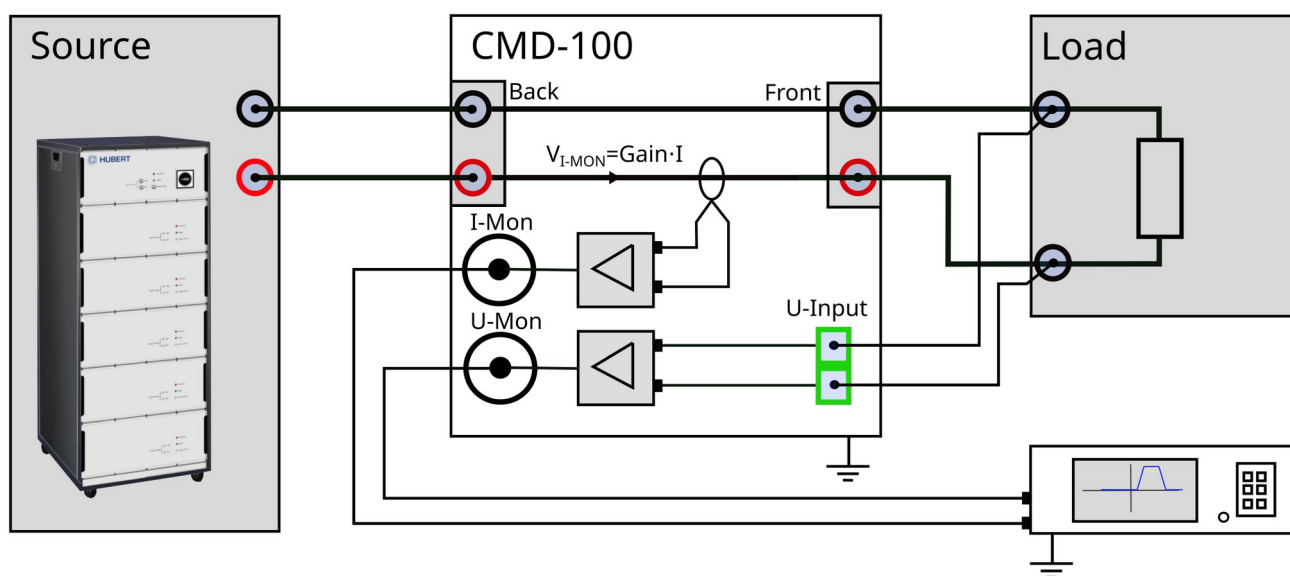 Source
CMD-100
Load
Back
Front
V_I-MON=Gain·I
HUBERT
I-Mon
U-Mon
U-Input